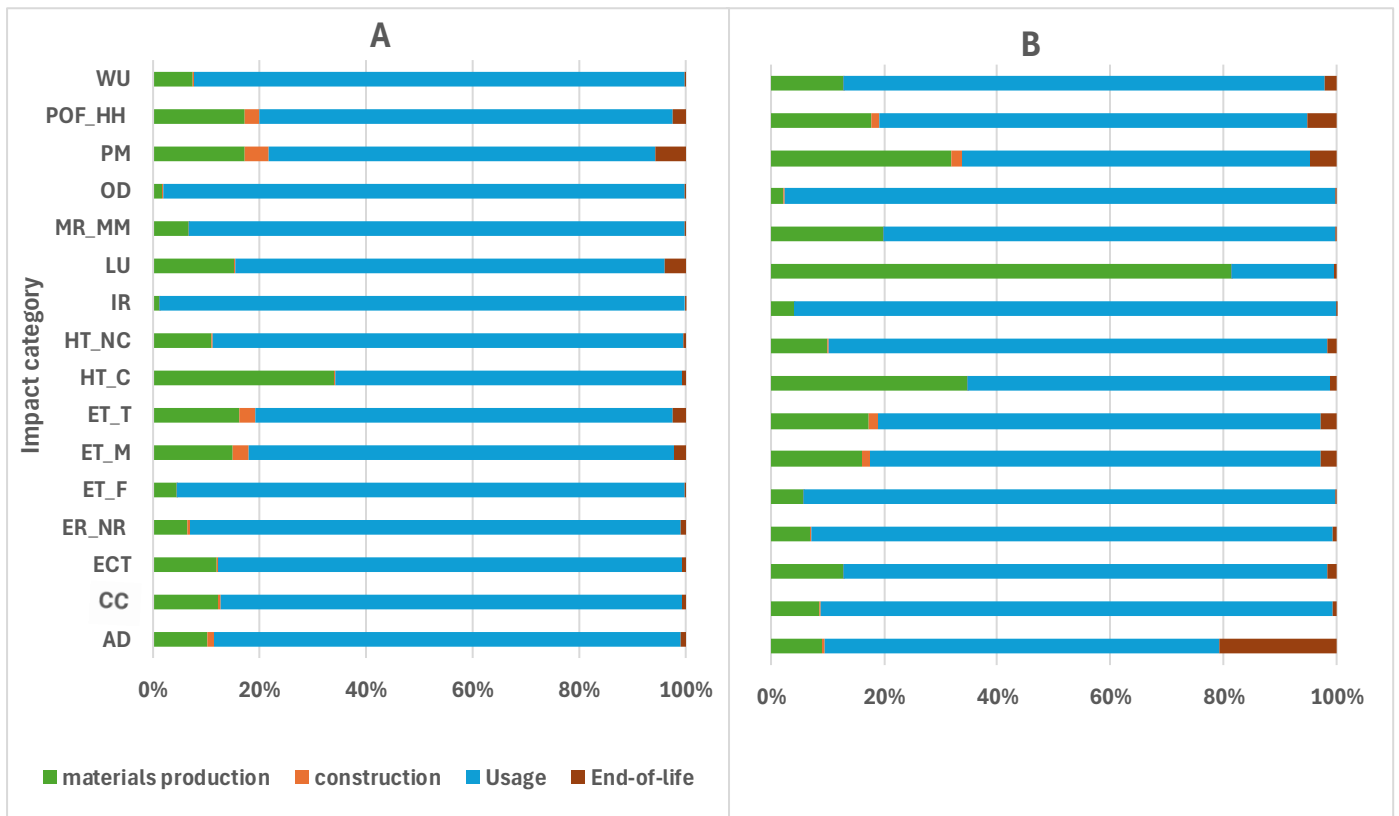 A
B
WU
POF_HH
PM
OD
MR_MM
LU
IR
HT_NC
HT_C
ET_T
ET_M
ET_F
ER_NR
ECT
CC
AD
Impact category
0% 20% 40% 60% 80% 100%
0% 20% 40% 60% 80% 100%
materials production construction Usage End-of-life